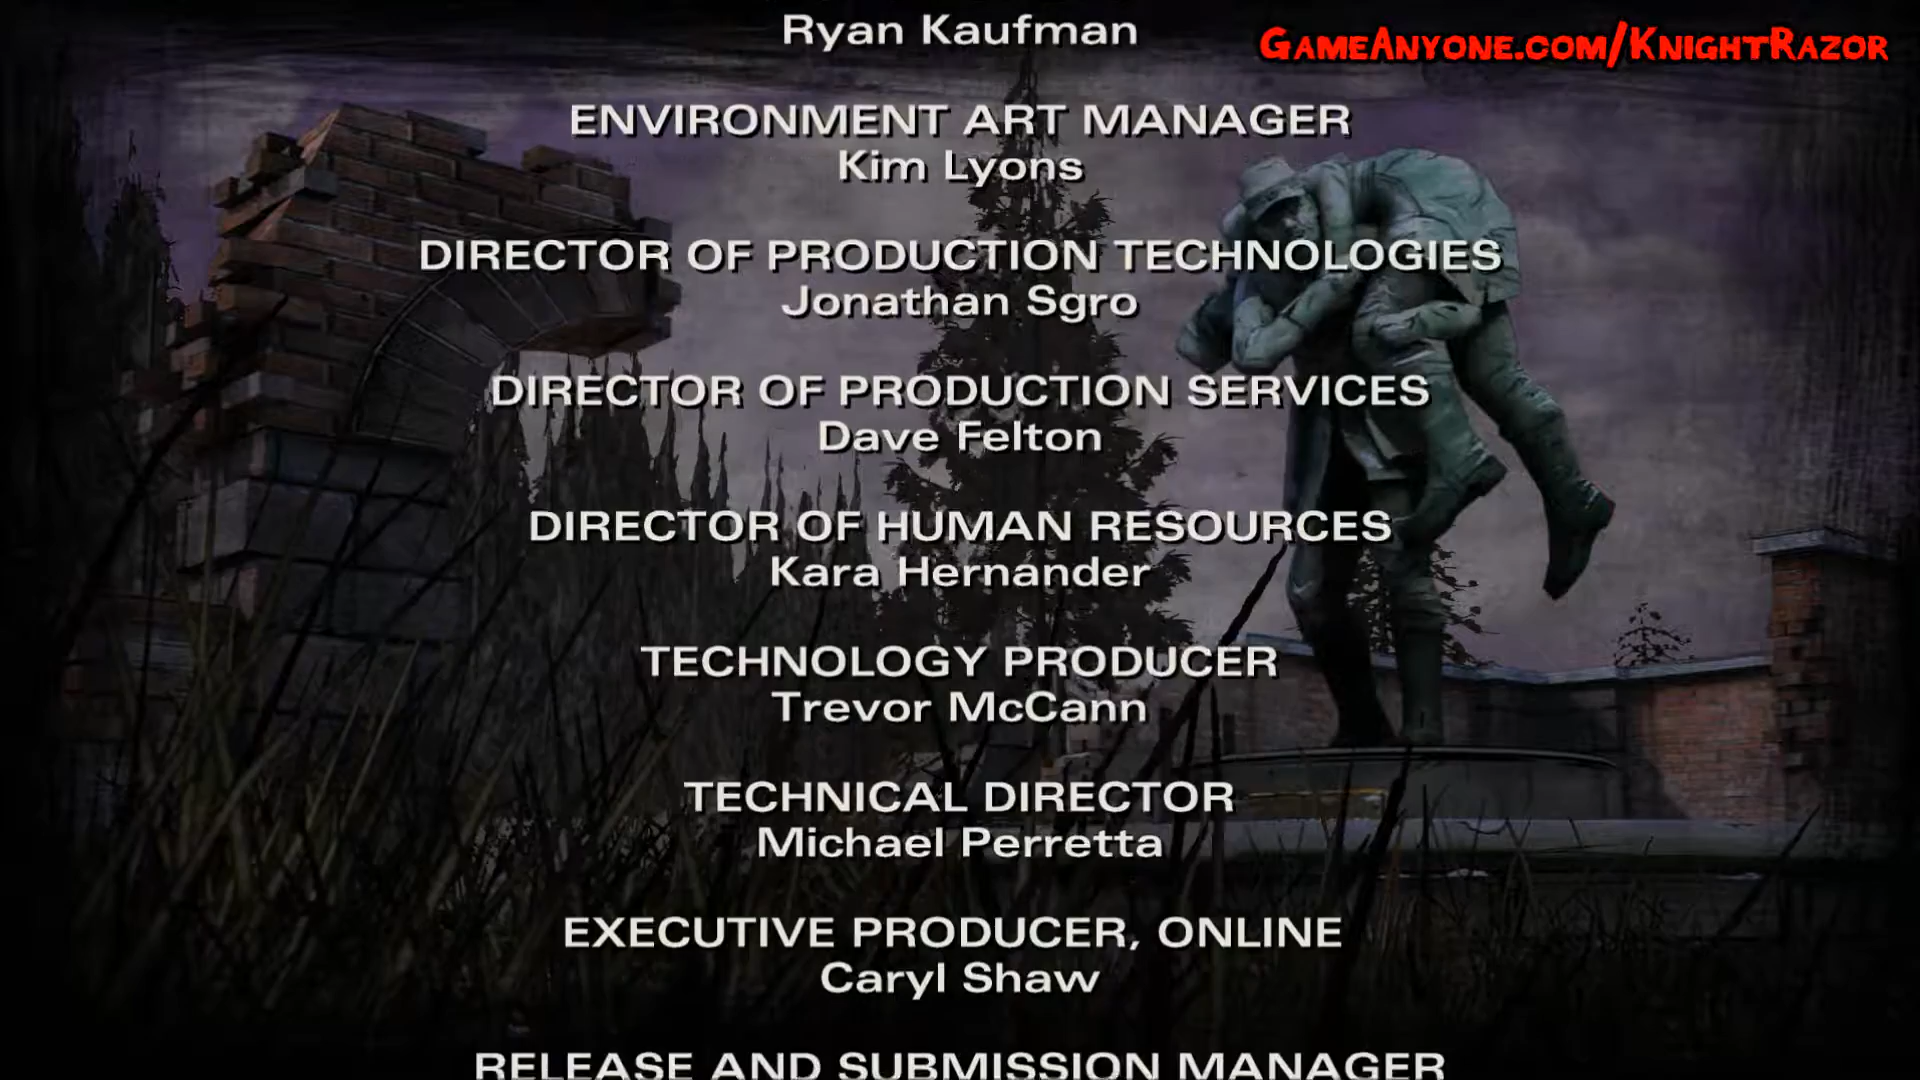 Ryan Kaufman
GameAnyone.com/KnightRazor
ENVIRONMENT ART MANAGER
Kim Lyons
DIRECTOR OF PRODUCTION TECHNOLOGIES
Jonathan Sgro
DIRECTOR OF PRODUCTION SERVICES
Dave Felton
DIRECTOR OF HUMAN RESOURCES
Kara Hernander
TECHNOLOGY PRODUCER
Trevor McCann
TECHNICAL DIRECTOR
Michael Perretta
EXECUTIVE PRODUCER, ONLINE
Caryl Shaw
RELEASE AND SUBMISSION MANAGER